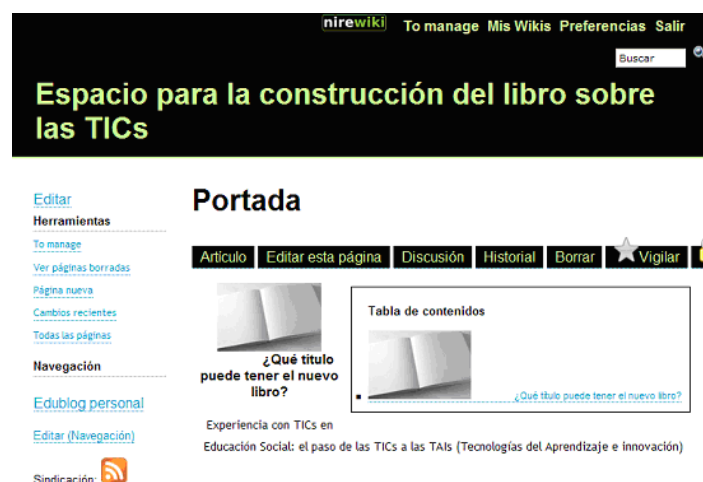 nirewiki To manage Mis Wikis Preferencias Salir
Buscar
Espacio para la construcción del libro sobre
las TICs
Editar
Herramientas
To manage
Ver páginas borradas
Página nueva
Cambios recientes
Todas las páginas
Navegación
Edublog personal
Editar (Navegación)
Sindicación:
Portada
Artículo Editar esta página Discusión Historial Borrar Vigilar
¿Qué titulo
puede tener el nuevo
libro?
Tabla de contenidos
¿Qué titulo puede tener el nuevo libro?
Experiencia con TICs en
Educación Social: el paso de las TICs a las TAIs (Tecnologías del Aprendizaje e innovación)